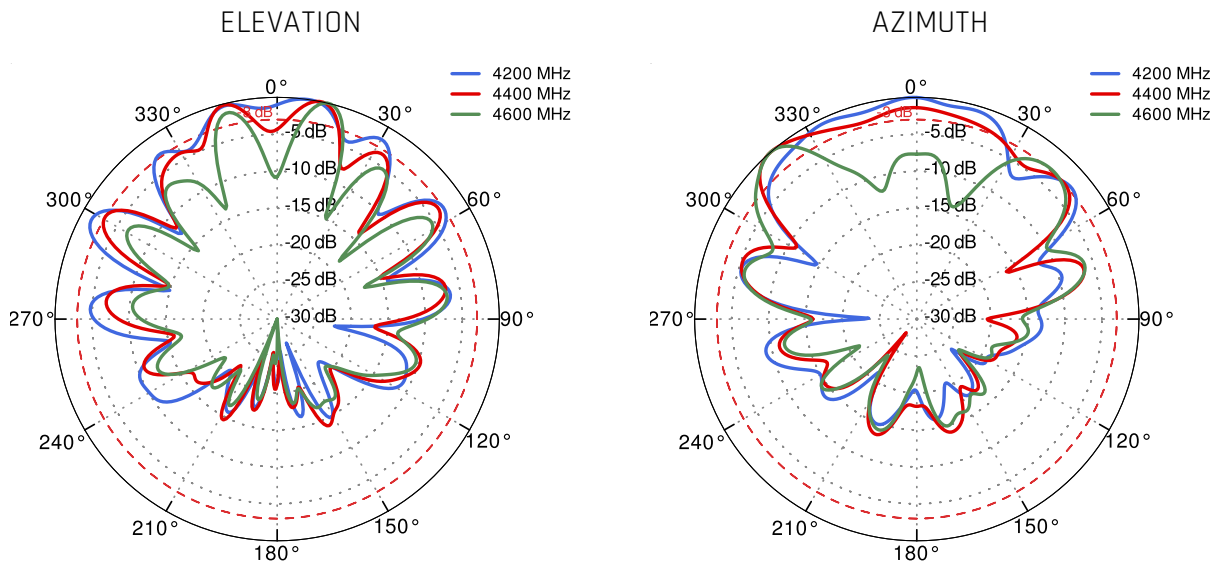 ELEVATION
4200 MHz
4400 MHz
4600 MHz
0°
330°
30°
300°
60°
270°
90°
240°
120°
210°
150°
180°
-3 dB
-5 dB
-10 dB
-15 dB
-20 dB
-25 dB
-30 dB
AZIMUTH
4200 MHz
4400 MHz
4600 MHz
0°
330°
30°
300°
60°
270°
90°
240°
120°
210°
150°
180°
-3 dB
-5 dB
-10 dB
-15 dB
-20 dB
-25 dB
-30 dB